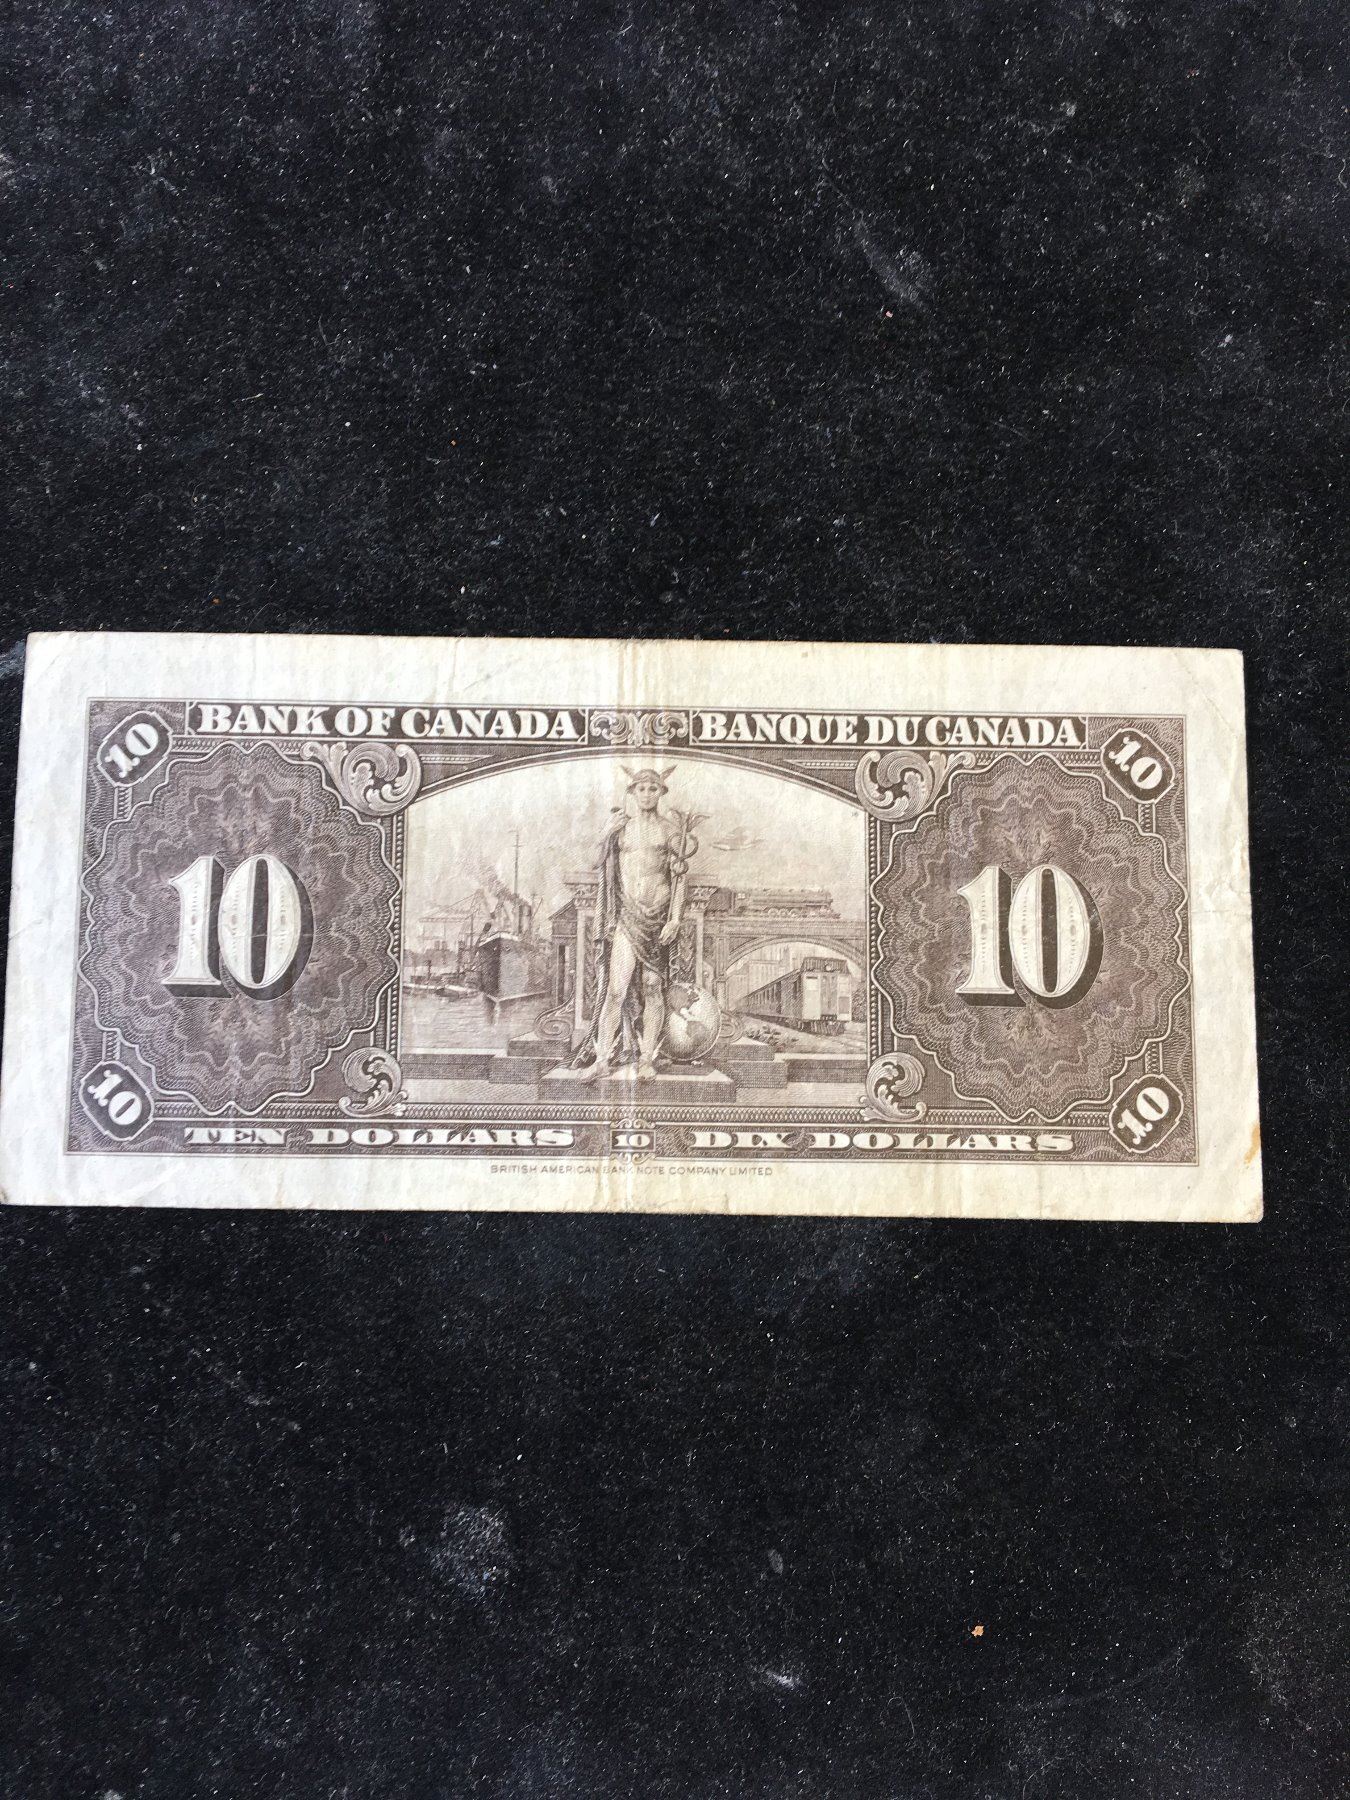 10 BANK OF CANADA BANQUE DU CANADA 10
10 10
10 TEN DOLLARS 10 DIX DOLLARS 10
BRITISH AMERICAN BANK NOTE COMPANY LIMITED